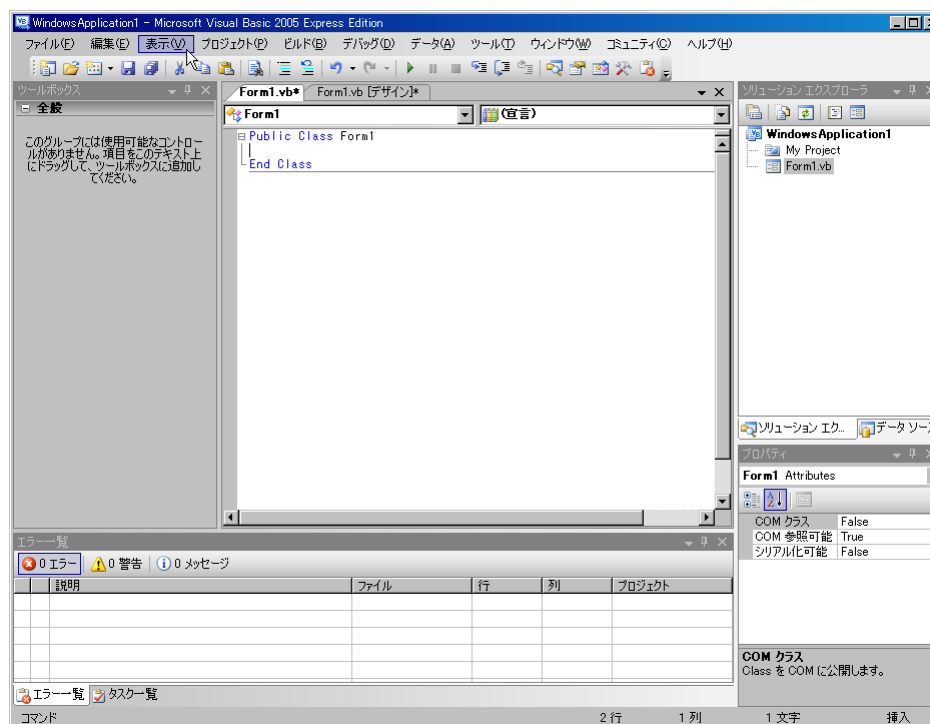 WindowsApplication1 - Microsoft Visual Basic 2005 Express Edition
ファイル(F) 編集(E) 表示(V) プロジェクト(P) ビルド(B) デバッグ(D) データ(A) ツール(T) ウィンドウ(W) コミュニティ(C) ヘルプ(H)
ツールボックス
全般
このグループには使用可能なコントロー
ルがありません。項目をこのテキスト上
にドラッグして、ツールボックスに追加し
てください。
Form1.vb* Form1.vb [デザイン]*
Form1 (宣言)
Public Class Form1
End Class
ソリューション エクスプローラ
WindowsApplication1
My Project
Form1.vb
ソリューション エク... データ ソー
プロパティ
Form1 Attributes
COM クラス False
COM 参照可能 True
シリアル化可能 False
COM クラス
Class を COM に公開します。
エラー一覧
0 エラー 0 警告 0 メッセージ
説明 ファイル 行 列 プロジェクト
エラー一覧 タスク一覧
コマンド 2 行 1 列 1 文字 挿入